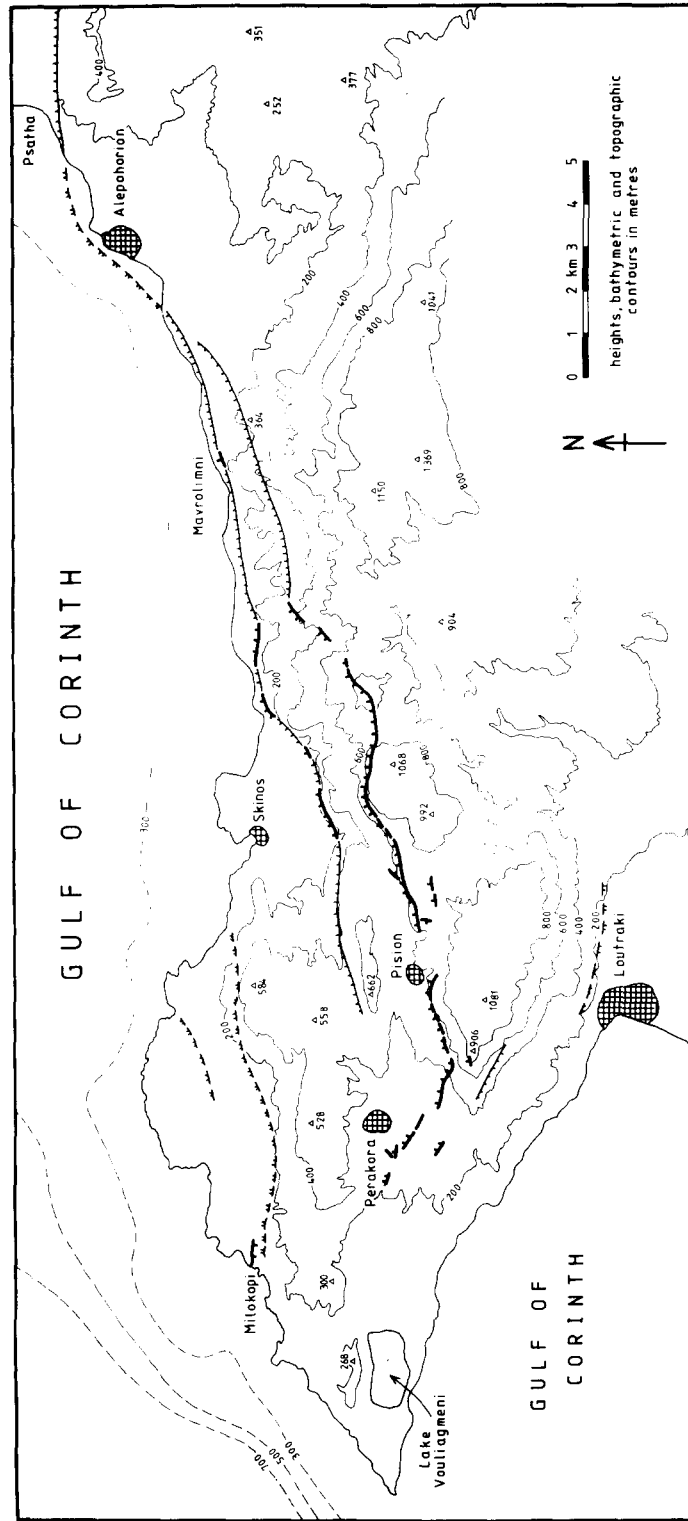 GULF OF CORINTH
Psatha
Alepohorion
Mavrolimni
Skinos
Milokopi
Pision
Perakora
Loutraki
Lake
Vouliagmeni
GULF OF
CORINTH
N
0 1 2 km 3 4 5
heights, bathymetric and topographic
contours in metres
700
500
300
300
200
584
558
528
400
300
268
662
906
1081
200
800
600
400
200
992
1068
800
600
200
904
364
1150
1369
1041
800
200
400
600
800
400
351
252
377